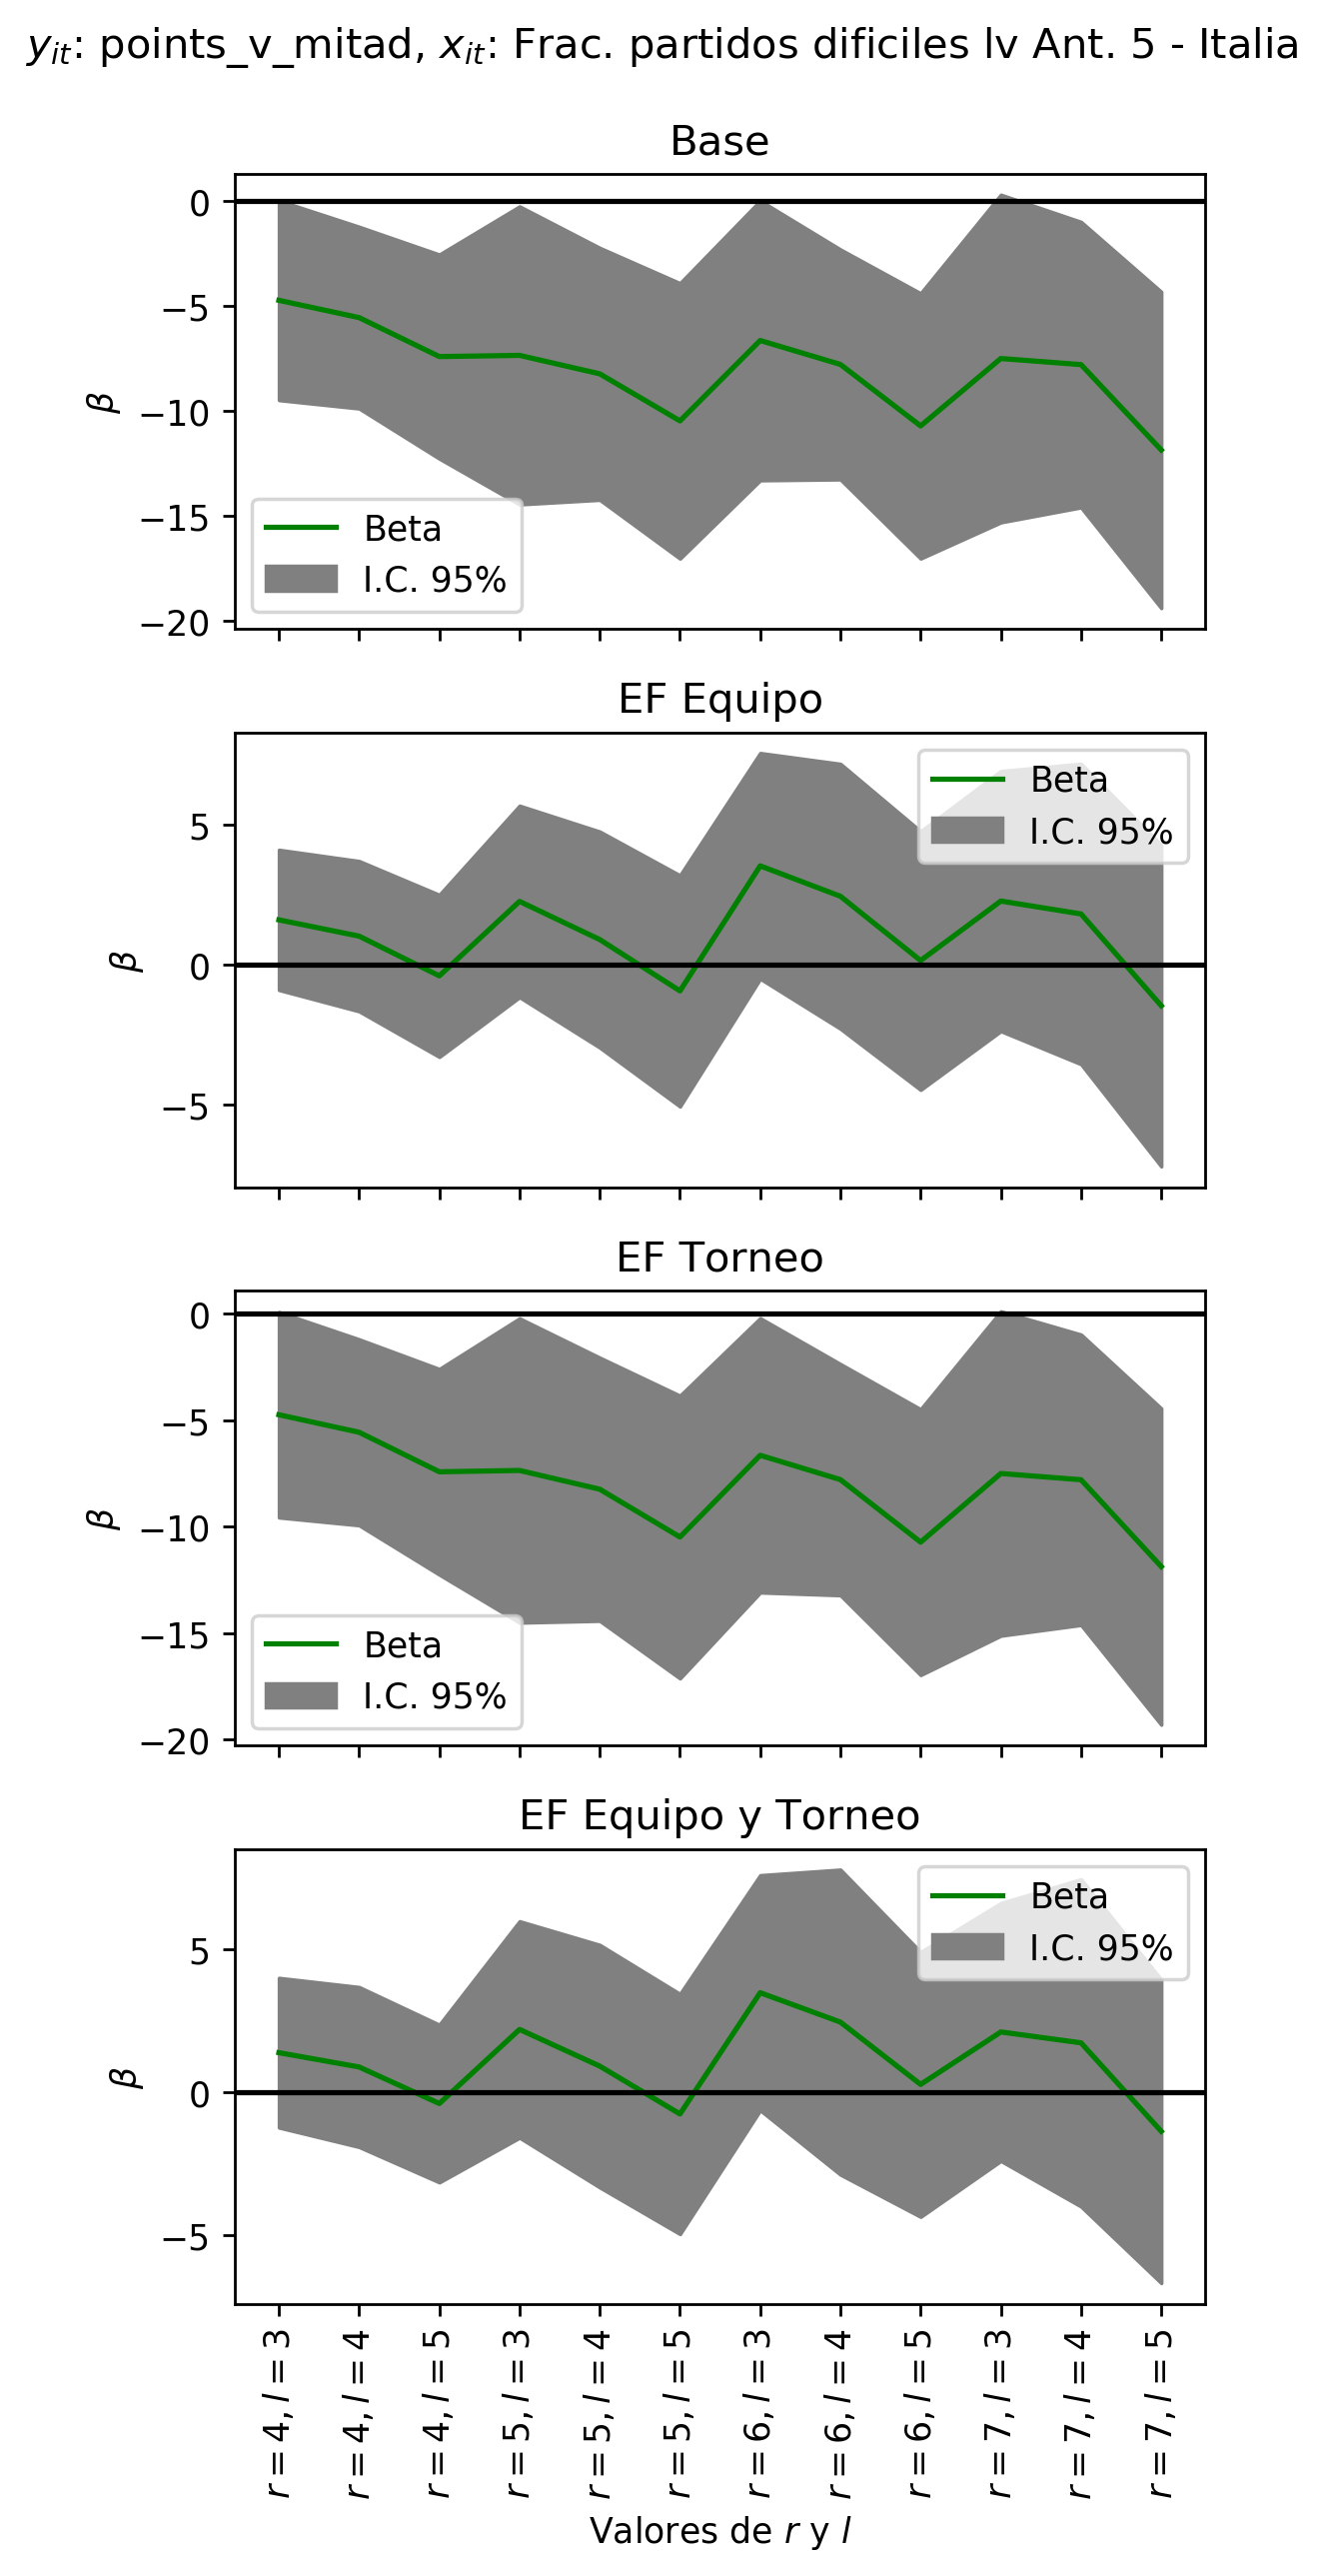 y_it: points_v_mitad, x_it: Frac. partidos dificiles lv Ant. 5 - Italia
Base
0
−5
−10
−15
−20
β
Beta
I.C. 95%
EF Equipo
5
0
−5
β
Beta
I.C. 95%
EF Torneo
0
−5
−10
−15
−20
β
Beta
I.C. 95%
EF Equipo y Torneo
5
0
−5
β
Beta
I.C. 95%
r = 4, l = 3
r = 4, l = 4
r = 4, l = 5
r = 5, l = 3
r = 5, l = 4
r = 5, l = 5
r = 6, l = 3
r = 6, l = 4
r = 6, l = 5
r = 7, l = 3
r = 7, l = 4
r = 7, l = 5
Valores de r y l